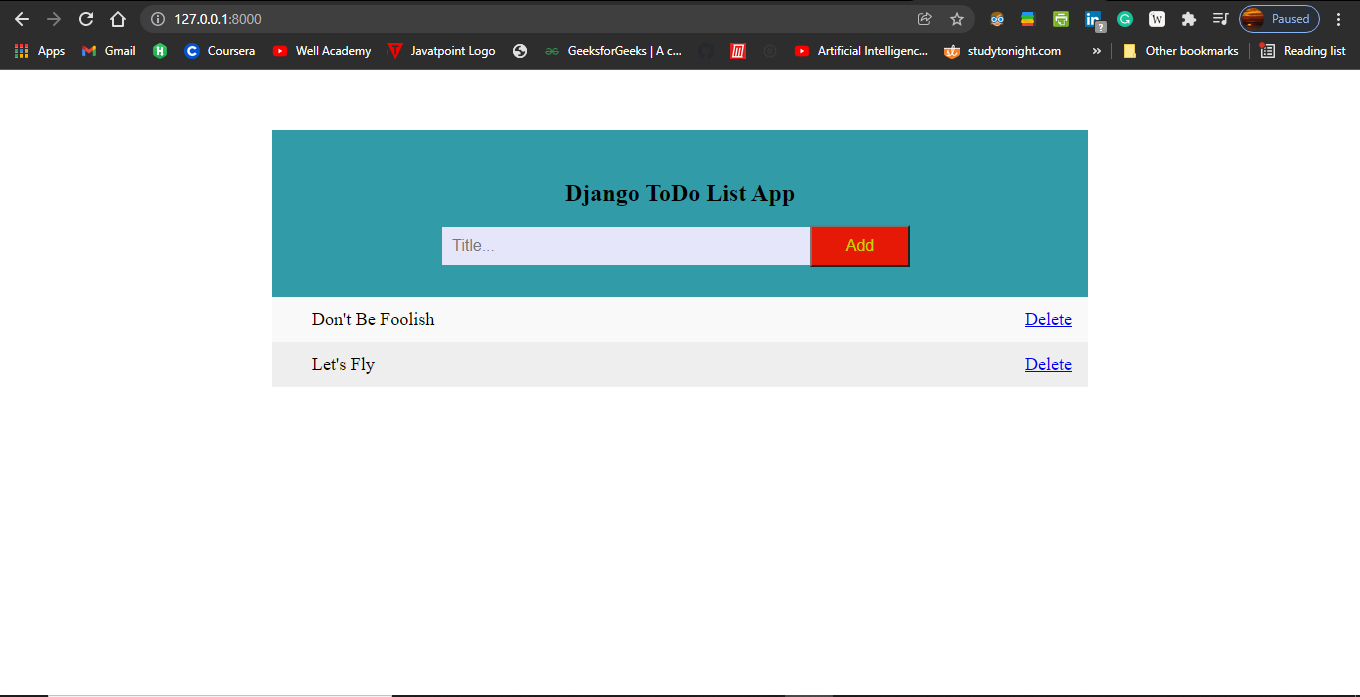 127.0.0.1:8000
Paused
Apps
Gmail
Coursera
Well Academy
Javatpoint Logo
GeeksforGeeks | A c...
Artificial Intelligenc...
studytonight.com
»
Other bookmarks
Reading list
Django ToDo List App
Title...
Add
Don't Be Foolish
Delete
Let's Fly
Delete